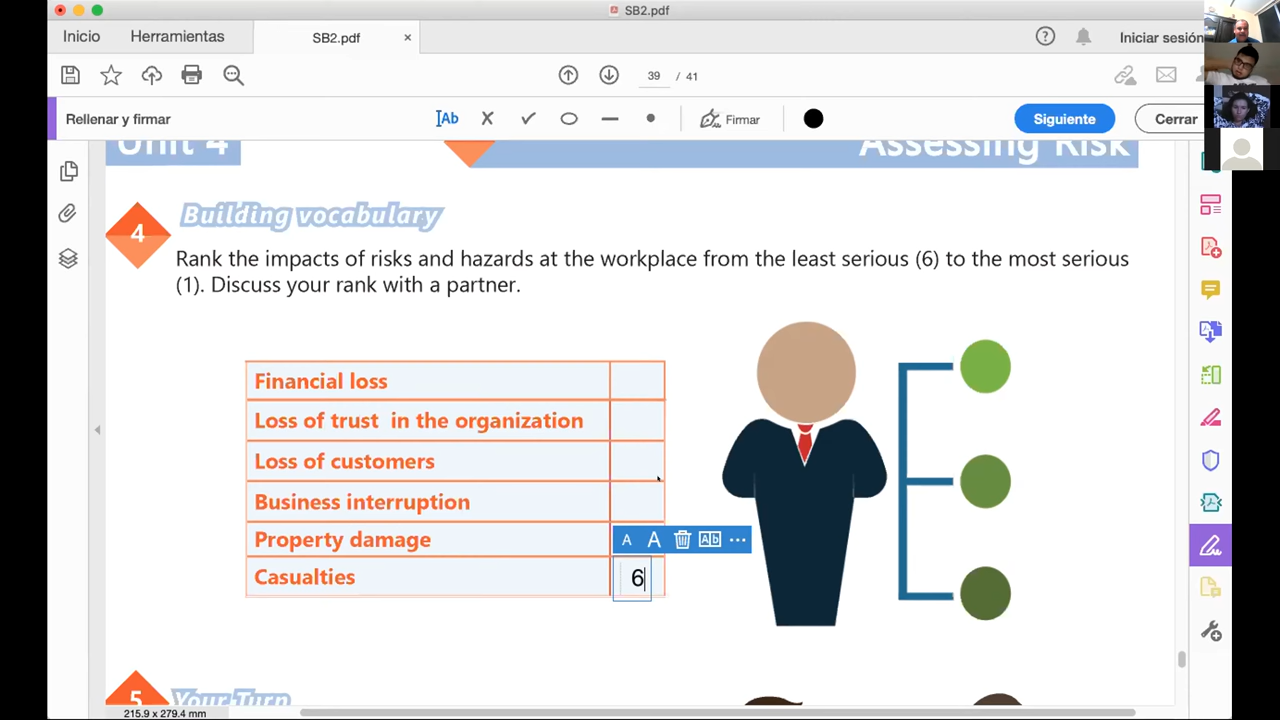 SB2.pdf
Inicio Herramientas SB2.pdf × Iniciar sesión
39 / 41
Rellenar y firmar Ab Firmar Siguiente Cerrar
Unit 4 Assessing Risk
4 Building vocabulary
Rank the impacts of risks and hazards at the workplace from the least serious (6) to the most serious
(1). Discuss your rank with a partner.
Financial loss
Loss of trust in the organization
Loss of customers
Business interruption
Property damage
A A Ab ...
Casualties 6
5 Your Turn
215.9 x 279.4 mm